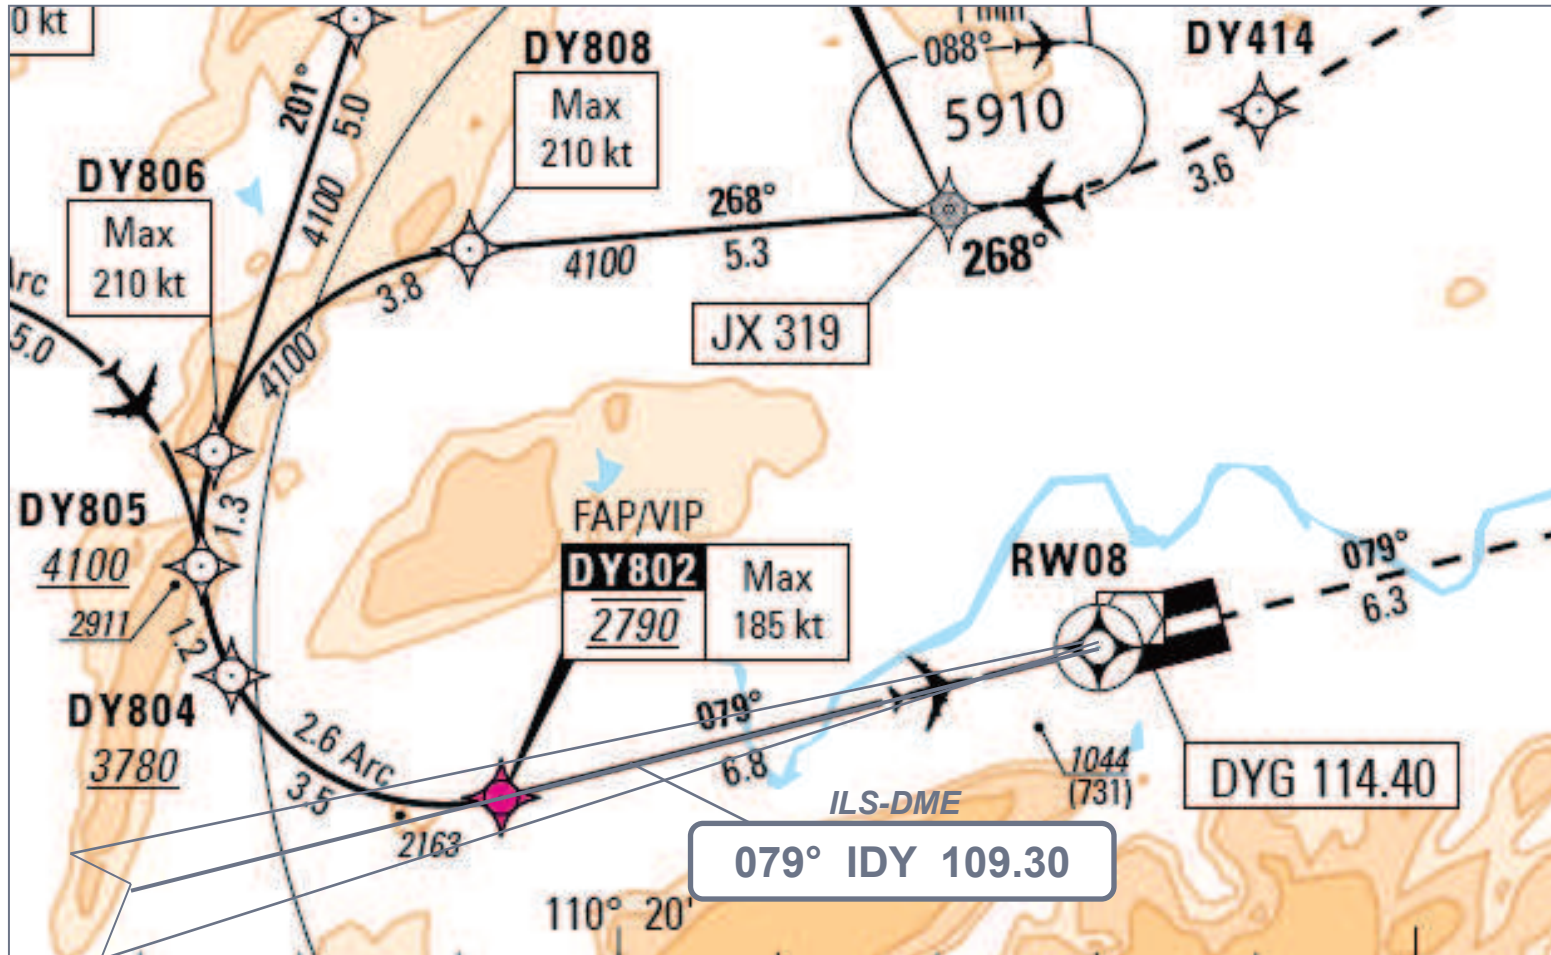 0 kt
DY808
Max
210 kt
201°
5.0
4100
DY806
Max
210 kt
1 min
088°
5910
DY414
3.6
268°
4100
5.3
268°
JX 319
3.8
4100
Arc
5.0
DY805
4100
1.3
2911
1.2
DY804
3780
2.6 Arc
3.5
2163
FAP/VIP
DY802
2790
Max
185 kt
RW08
079°
6.3
079°
6.8
1044
(731)
DYG 114.40
ILS-DME
079° IDY 109.30
110° 20'